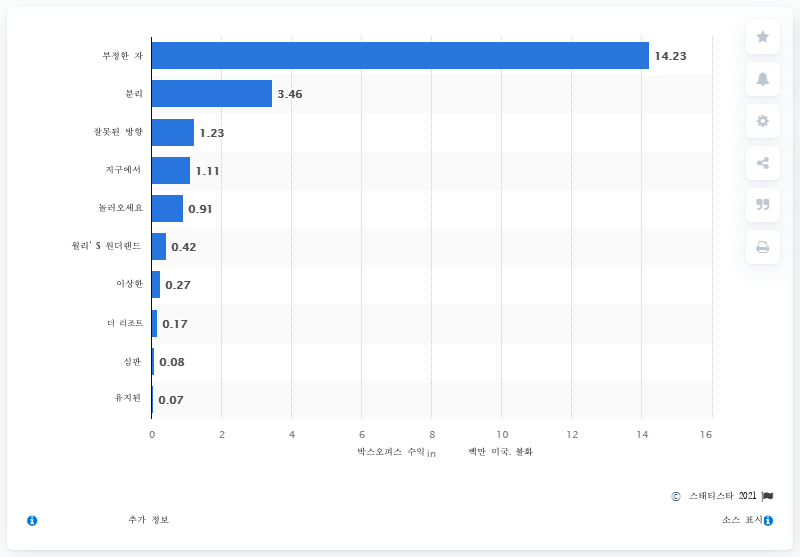 부정한 자 14.23
분리 3.46
잘못된 방향 1.23
지구에서 1.11
놀러오세요 0.91
윌리' S 원더랜드 0.42
이상한 0.27
더 리조트 0.17
심판 0.08
유지된 0.07
0 2 4 6 8 10 12 14 16
박스오피스 수익 in 백만 미국. 불화
© 스태티스타 2021
추가 정보 소스 표시